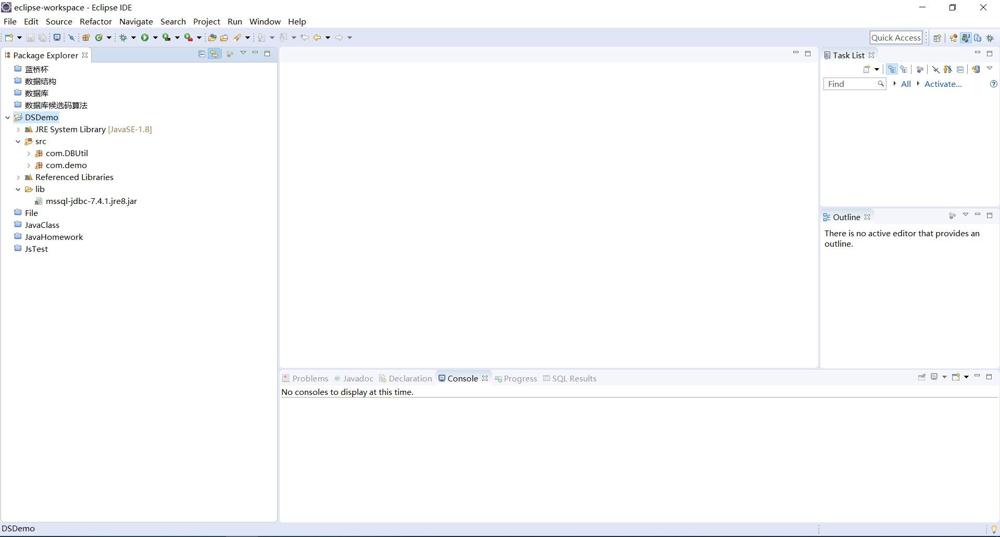 eclipse-workspace - Eclipse IDE
File Edit Source Refactor Navigate Search Project Run Window Help
Quick Access
Package Explorer
蓝桥杯
数据结构
数据库
数据库候选码算法
DSDemo
JRE System Library [JavaSE-1.8]
src
com.DBUtil
com.demo
Referenced Libraries
lib
mssql-jdbc-7.4.1.jre8.jar
File
JavaClass
JavaHomework
JsTest
Task List
Find All Activate...
Outline
There is no active editor that provides an
outline.
Problems @ Javadoc Declaration Console Progress SQL Results
No consoles to display at this time.
DSDemo